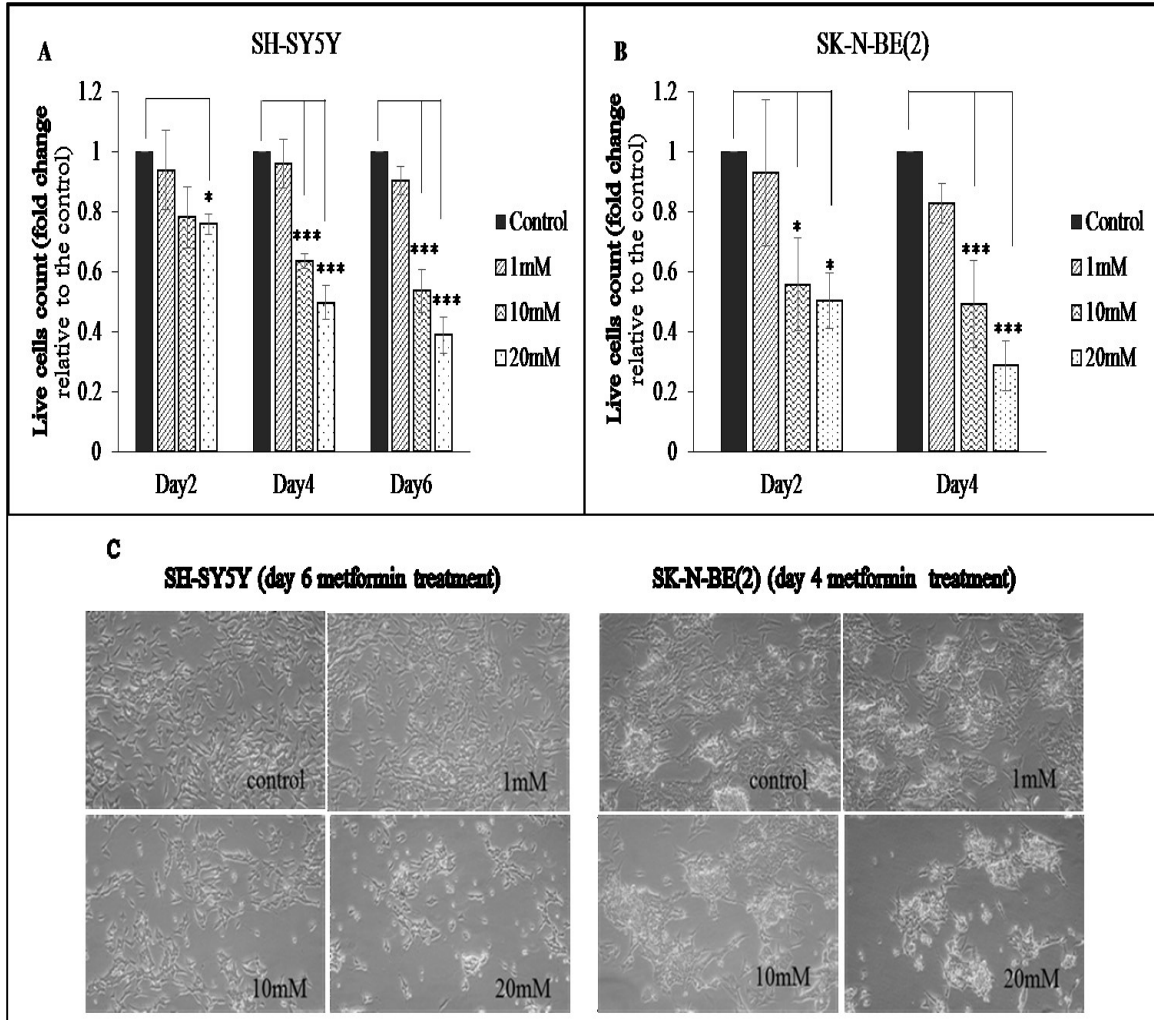 A
SH-SY5Y
Live cells count (fold change
relative to the control)
1.2
1
0.8
0.6
0.4
0.2
0
*
***
***
***
***
Day2
Day4
Day6
Control
1mM
10mM
20mM
B
SK-N-BE(2)
Live cells count (fold change
relative to the control)
1.2
1
0.8
0.6
0.4
0.2
0
*
*
***
***
Day2
Day4
Control
1mM
10mM
20mM
C
SH-SY5Y (day 6 metformin treatment)
SK-N-BE(2) (day 4 metformin treatment)
control
1mM
control
1mM
10mM
20mM
10mM
20mM